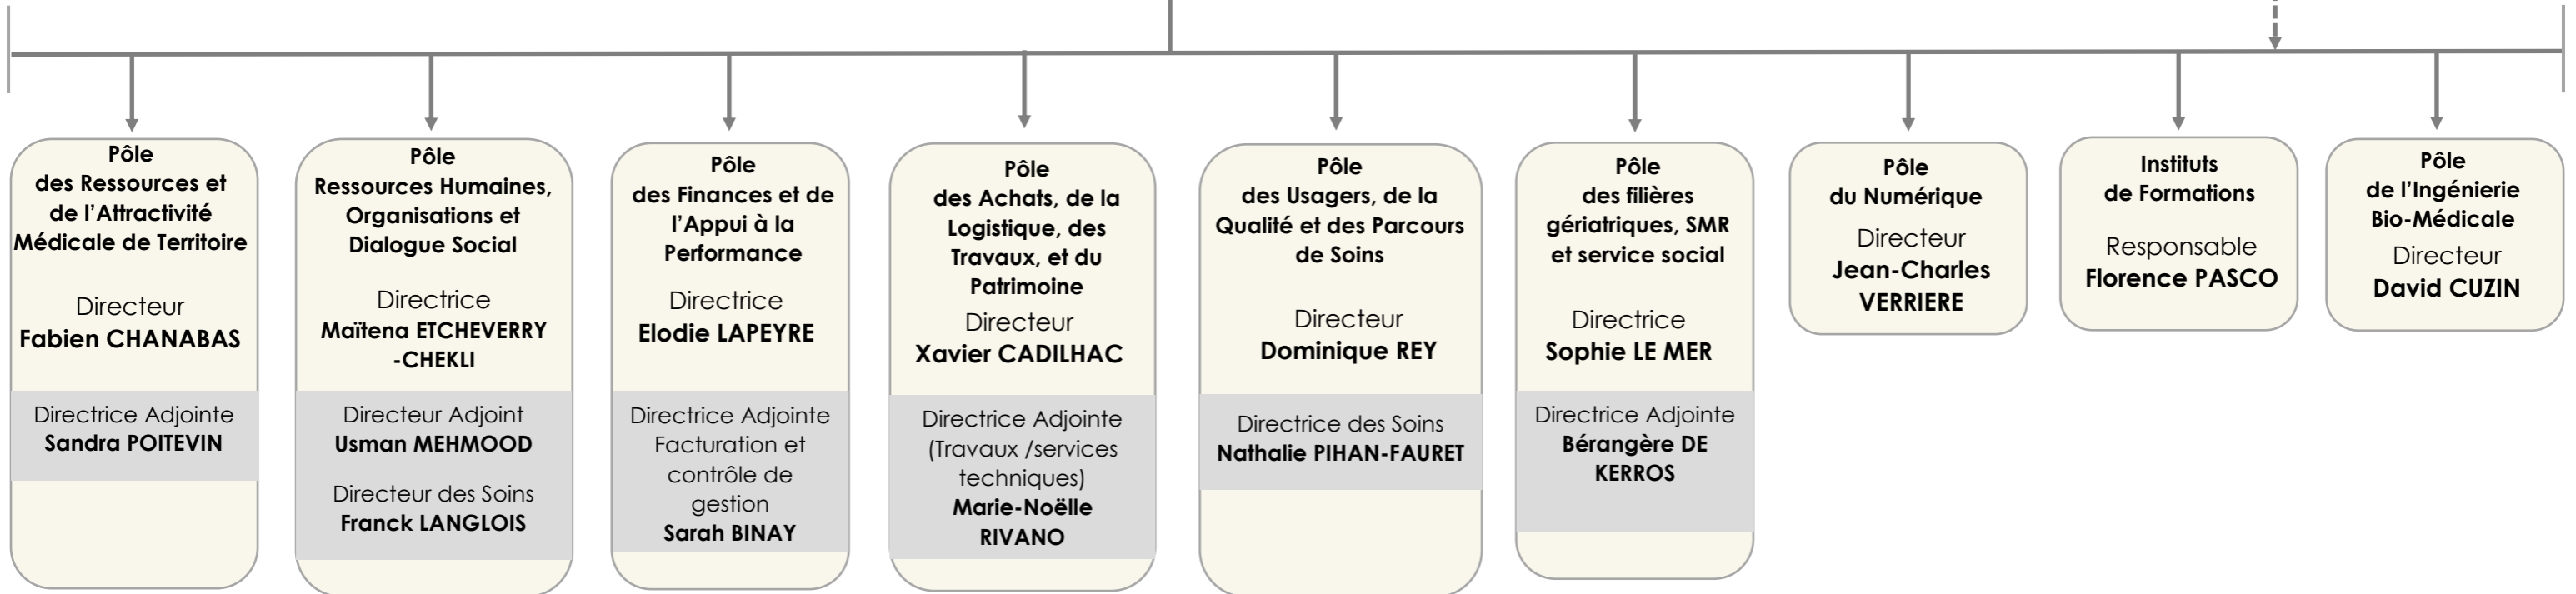 Pôle
des Ressources et
de l'Attractivité
Médicale de Territoire
Directeur
Fabien CHANABAS
Directrice Adjointe
Sandra POITEVIN
Pôle
Ressources Humaines,
Organisations et
Dialogue Social
Directrice
Maïtena ETCHEVERRY
-CHEKLI
Directeur Adjoint
Usman MEHMOOD
Directeur des Soins
Franck LANGLOIS
Pôle
des Finances et de
l'Appui à la
Performance
Directrice
Elodie LAPEYRE
Directrice Adjointe
Facturation et
contrôle de
gestion
Sarah BINAY
Pôle
des Achats, de la
Logistique, des
Travaux, et du
Patrimoine
Directeur
Xavier CADILHAC
Directrice Adjointe
(Travaux /services
techniques)
Marie-Noëlle
RIVANO
Pôle
des Usagers, de la
Qualité et des Parcours
de Soins
Directeur
Dominique REY
Directrice des Soins
Nathalie PIHAN-FAURET
Pôle
des filières
gériatriques, SMR
et service social
Directrice
Sophie LE MER
Directrice Adjointe
Bérangère DE
KERROS
Pôle
du Numérique
Directeur
Jean-Charles
VERRIERE
Instituts
de Formations
Responsable
Florence PASCO
Pôle
de l'Ingénierie
Bio-Médicale
Directeur
David CUZIN